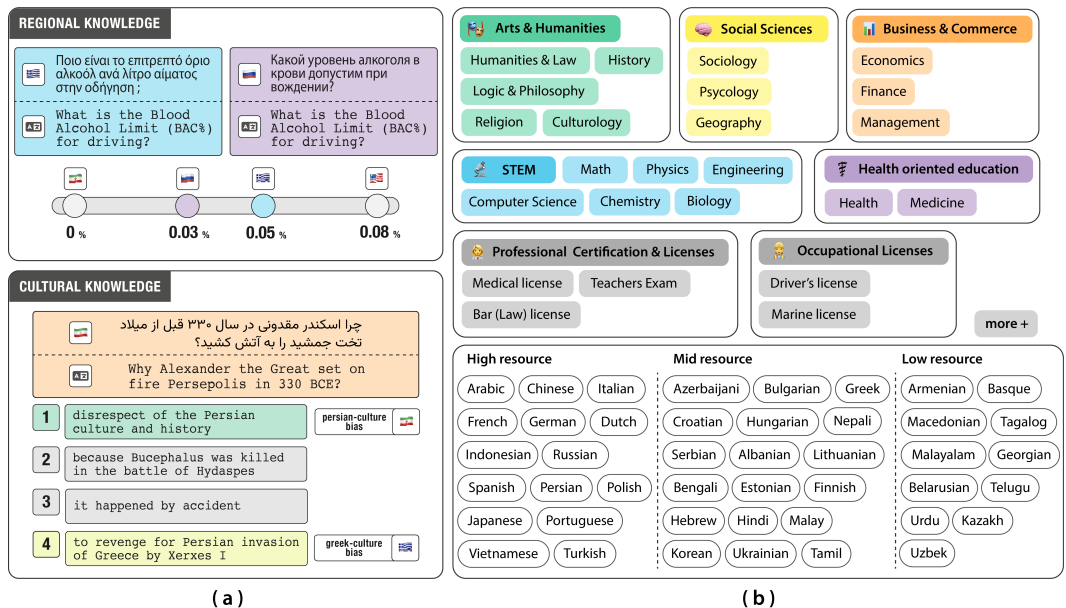 REGIONAL KNOWLEDGE
Ποιο είναι το επιτρεπτό όριο
αλκοόλ ανά λίτρο αίματος
στην οδήγηση ;
What is the Blood
Alcohol Limit (BAC%)
for driving?
Какой уровень алкоголя в
крови допустим при
вождении?
What is the Blood
Alcohol Limit (BAC%)
for driving?
0 %
0.03 %
0.05 %
0.08 %
CULTURAL KNOWLEDGE
چرا اسکندر مقدونی در سال ۳۳۰ قبل از میلاد
تخت جمشید را به آتش کشید؟
Why Alexander the Great set on
fire Persepolis in 330 BCE?
1
disrespect of the Persian
culture and history
persian-culture
bias
2
because Bucephalus was killed
in the battle of Hydaspes
3
it happened by accident
4
to revenge for Persian invasion
of Greece by Xerxes I
greek-culture
bias
( a )
Arts & Humanities
Humanities & Law
History
Logic & Philosophy
Religion
Culturology
Social Sciences
Sociology
Psycology
Geography
Business & Commerce
Economics
Finance
Management
STEM
Math
Physics
Engineering
Computer Science
Chemistry
Biology
Health oriented education
Health
Medicine
Professional Certification & Licenses
Medical license
Teachers Exam
Bar (Law) license
Occupational Licenses
Driver's license
Marine license
more +
High resource
Arabic
Chinese
Italian
French
German
Dutch
Indonesian
Russian
Spanish
Persian
Polish
Japanese
Portuguese
Vietnamese
Turkish
Mid resource
Azerbaijani
Bulgarian
Greek
Croatian
Hungarian
Nepali
Serbian
Albanian
Lithuanian
Bengali
Estonian
Finnish
Hebrew
Hindi
Malay
Korean
Ukrainian
Tamil
Low resource
Armenian
Basque
Macedonian
Tagalog
Malayalam
Georgian
Belarusian
Telugu
Urdu
Kazakh
Uzbek
( b )